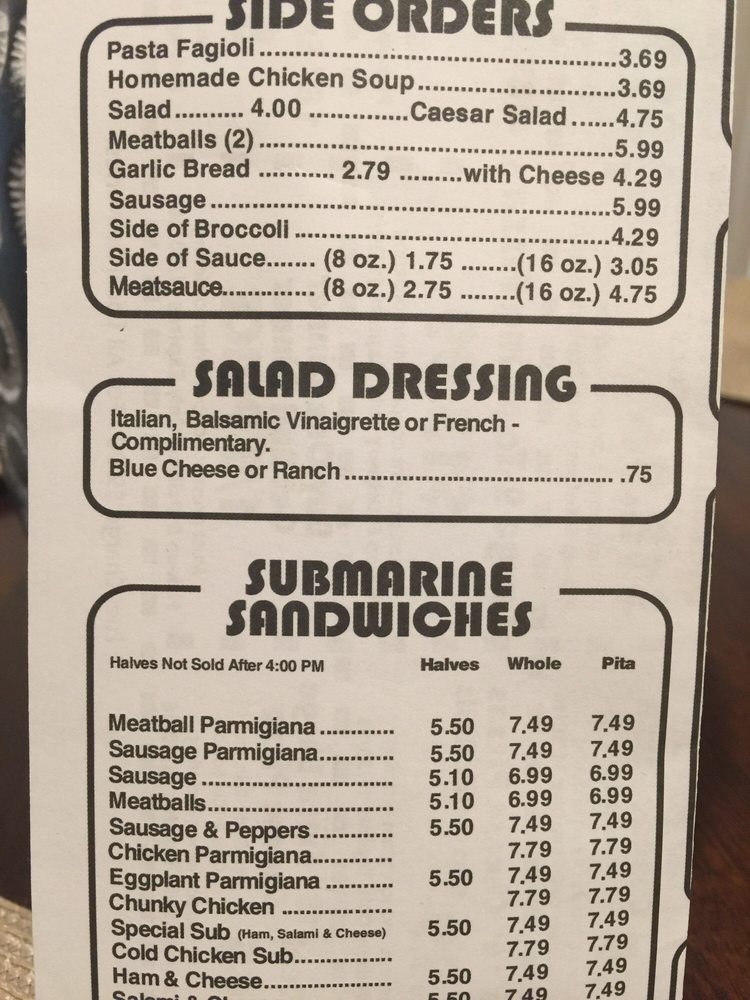 SIDE ORDERS
Pasta Fagioli ........................................................3.69
Homemade Chicken Soup................................3.69
Salad.......... 4.00 ..............Caesar Salad ......4.75
Meatballs (2) ....................................................5.99
Garlic Bread ........... 2.79 .........with Cheese 4.29
Sausage............................................................5.99
Side of Broccoli ................................................4.29
Side of Sauce....... (8 oz.) 1.75 ........(16 oz.) 3.05
Meatsauce.............. (8 oz.) 2.75 ........(16 oz.) 4.75
SALAD DRESSING
Italian, Balsamic Vinaigrette or French -
Complimentary.
Blue Cheese or Ranch .......................................... .75
SUBMARINE
SANDWICHES
Halves Not Sold After 4:00 PM Halves Whole Pita
Meatball Parmigiana ............ 5.50 7.49 7.49
Sausage Parmigiana............. 5.50 7.49 7.49
Sausage ............................... 5.10 6.99 6.99
Meatballs.............................. 5.10 6.99 6.99
Sausage & Peppers ............. 5.50 7.49 7.49
Chicken Parmigiana............. 7.79 7.79
Eggplant Parmigiana ........... 5.50 7.49 7.49
Chunky Chicken .................. 7.79 7.79
Special Sub (Ham, Salami & Cheese) 5.50 7.49 7.49
Cold Chicken Sub................ 7.79 7.79
Ham & Cheese..................... 5.50 7.49 7.49
Salami & 5.50 7.49 7.49